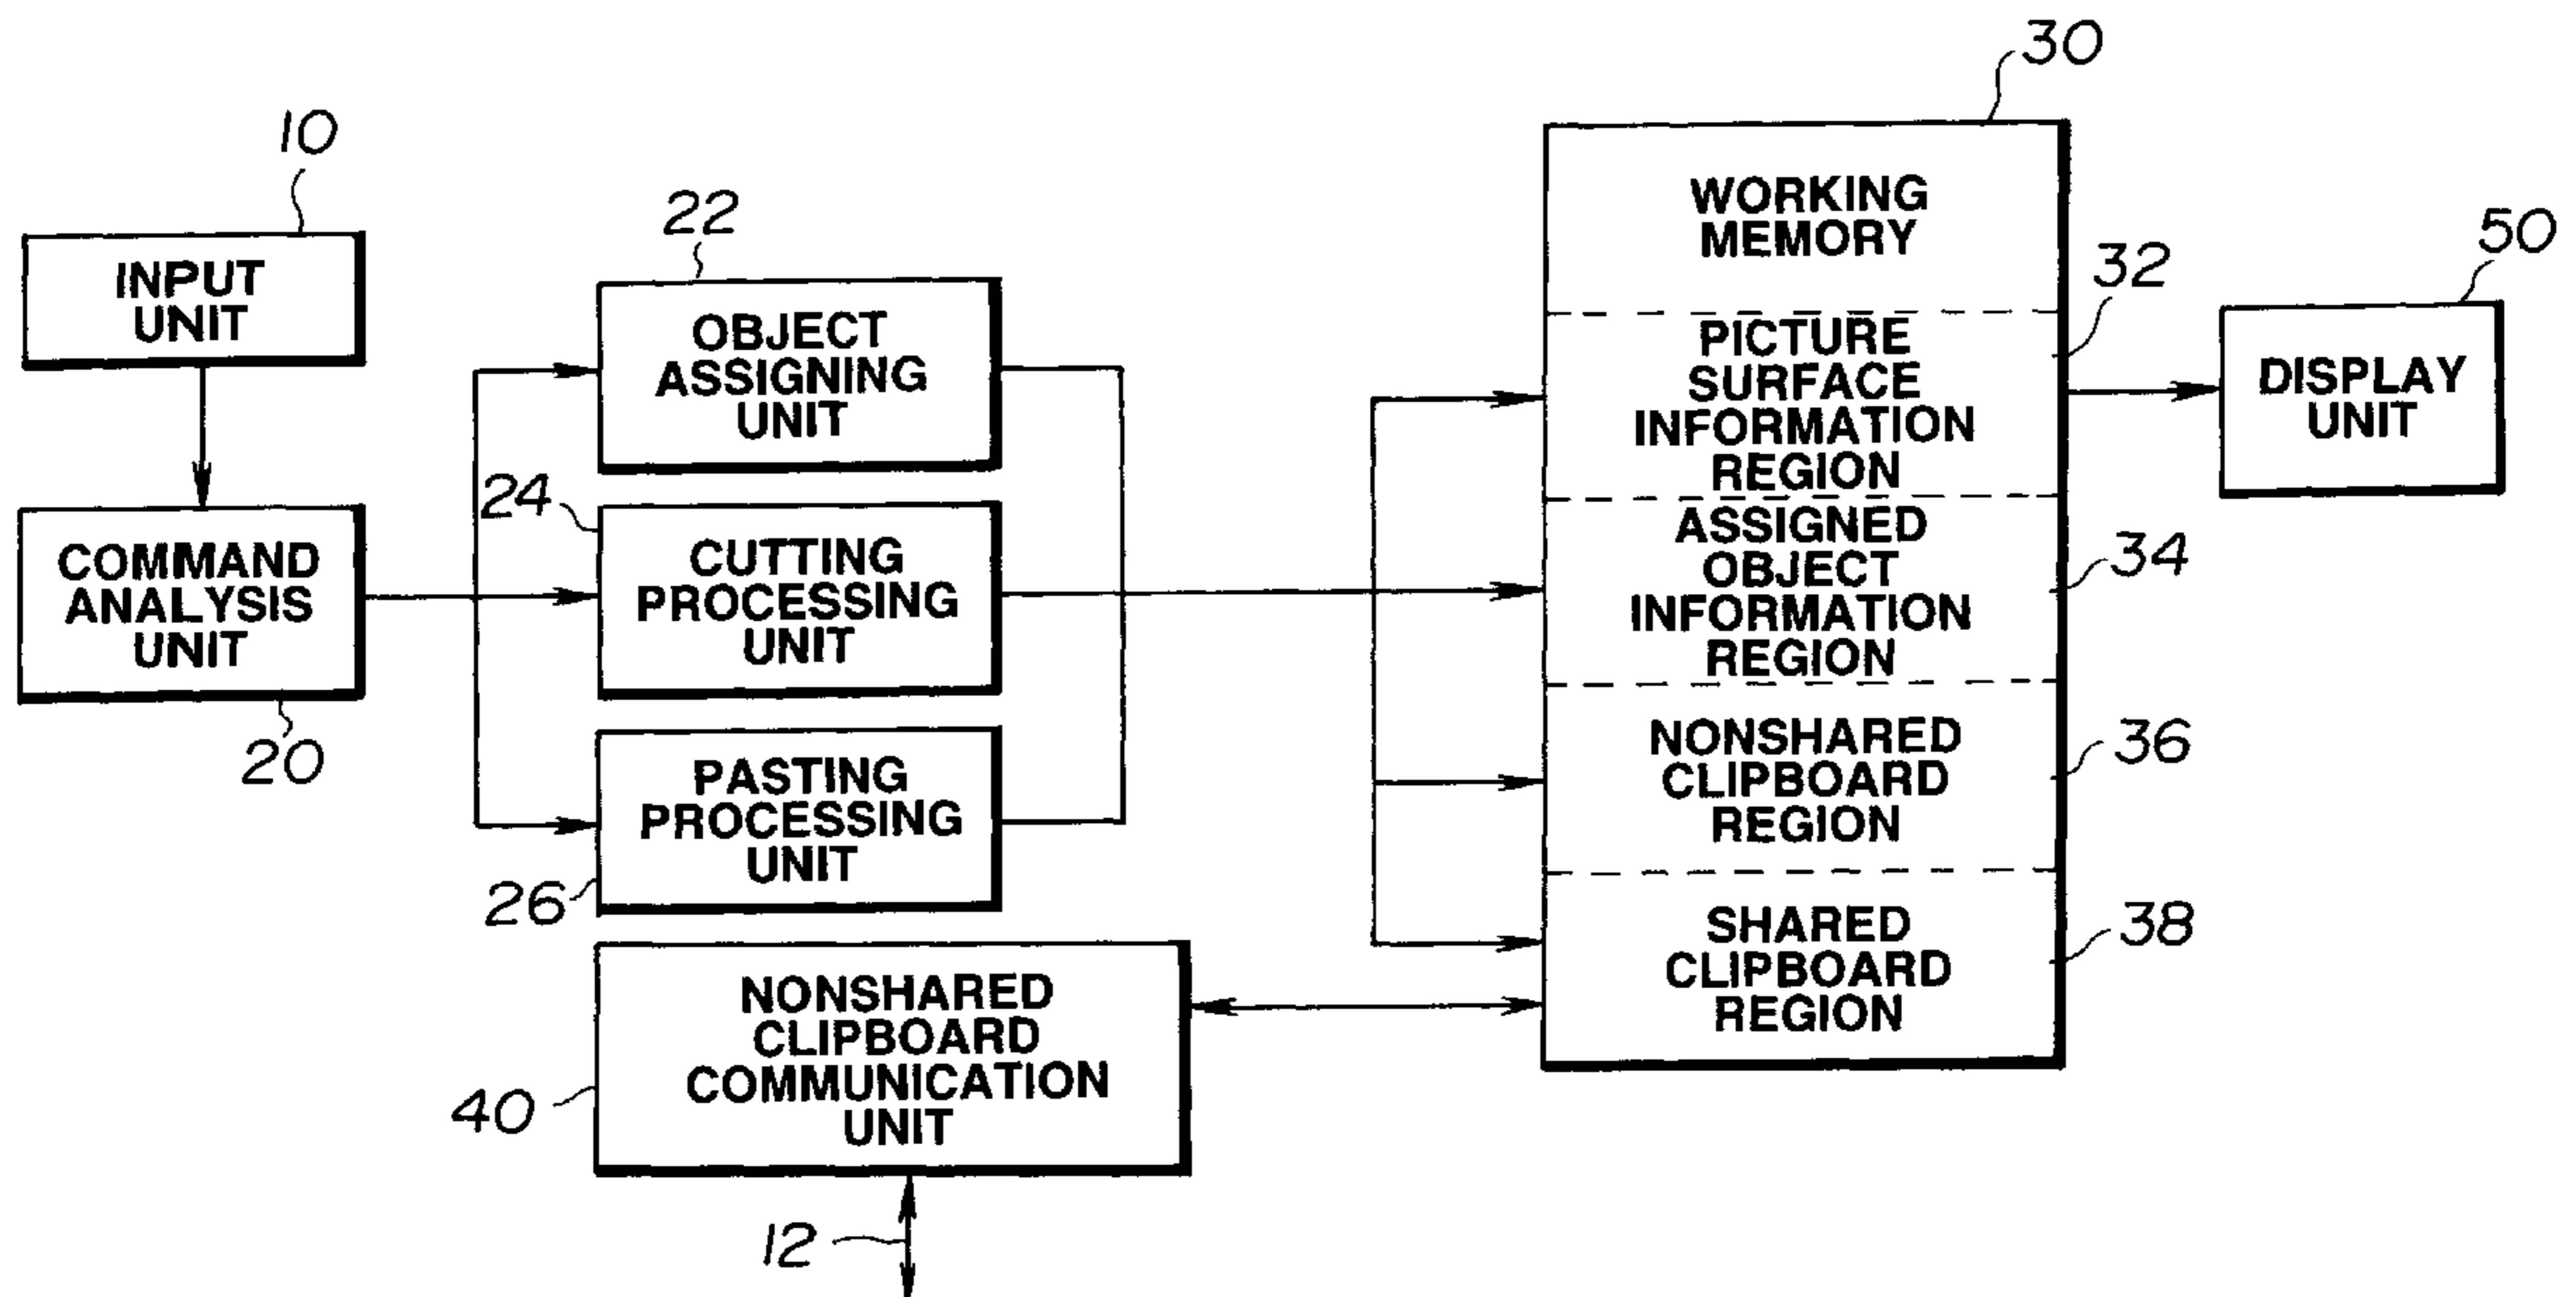 10
INPUT
UNIT
COMMAND
ANALYSIS
UNIT
20
22
OBJECT
ASSIGNING
UNIT
24
CUTTING
PROCESSING
UNIT
PASTING
PROCESSING
UNIT
26
NONSHARED
CLIPBOARD
COMMUNICATION
UNIT
40
12
30
WORKING
MEMORY
32
PICTURE
SURFACE
INFORMATION
REGION
ASSIGNED
OBJECT
INFORMATION
REGION
34
NONSHARED
CLIPBOARD
REGION
36
SHARED
CLIPBOARD
REGION
38
50
DISPLAY
UNIT